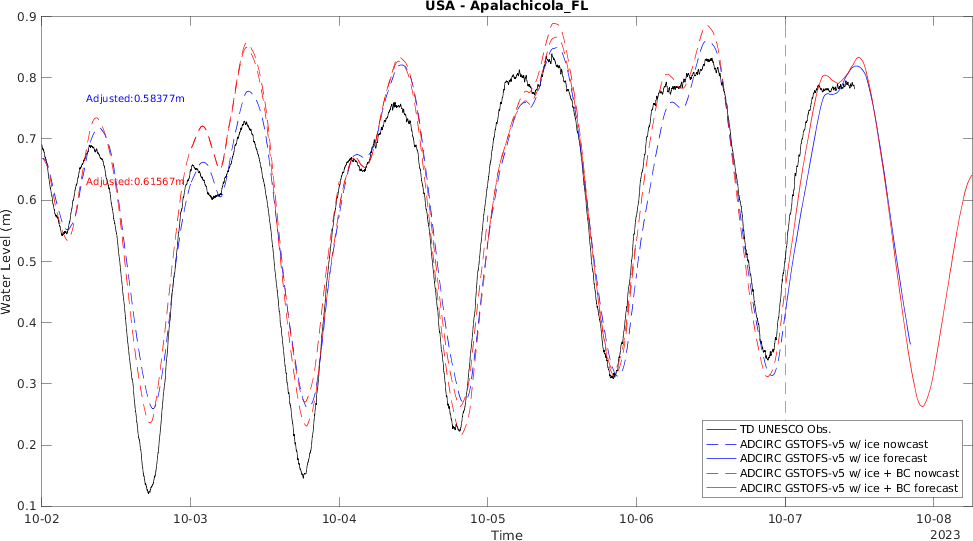 USA - Apalachicola_FL
0.9
0.8
Adjusted:0.58377m
0.7
Adjusted:0.61567m
0.6
Water Level (m)
0.5
0.4
0.3
0.2
0.1
TD UNESCO Obs.
ADCIRC GSTOFS-v5 w/ ice nowcast
ADCIRC GSTOFS-v5 w/ ice forecast
ADCIRC GSTOFS-v5 w/ ice + BC nowcast
ADCIRC GSTOFS-v5 w/ ice + BC forecast
10-02 10-03 10-04 10-05 10-06 10-07 10-08
Time
2023